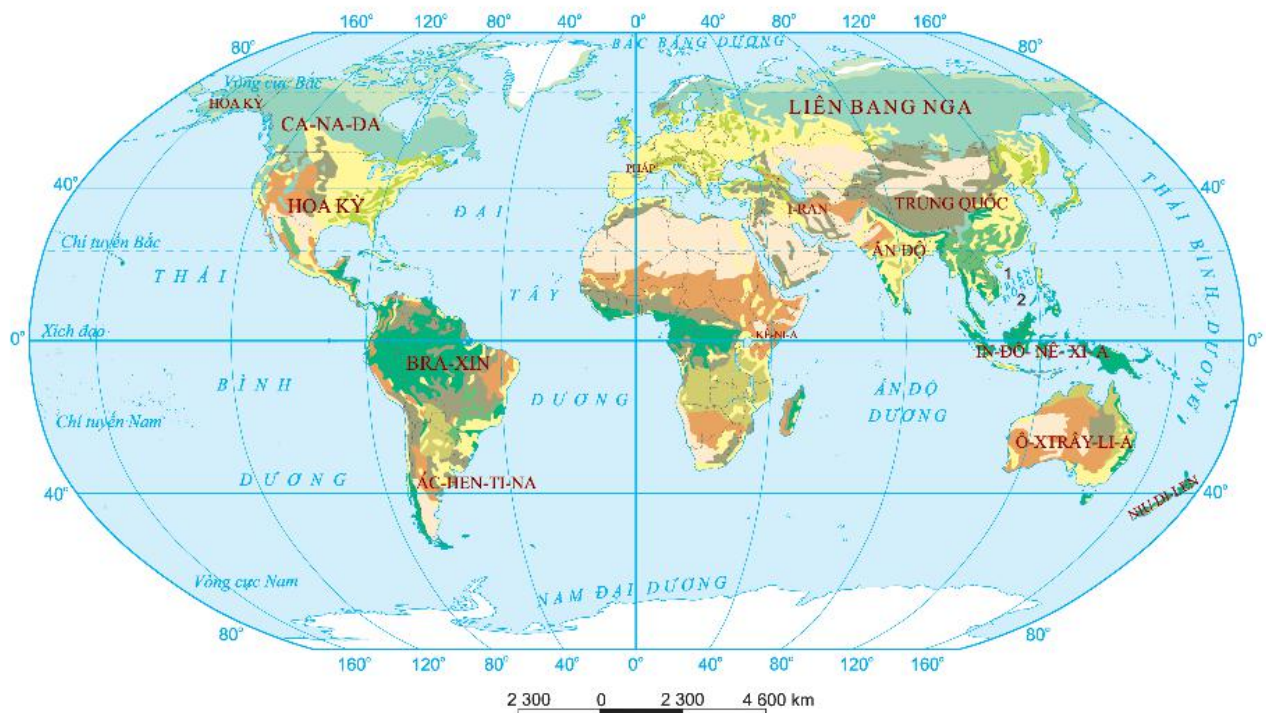 160° 120° 80° 40° 0° 40° 80° 120° 160°
80° 80°
BẮC BĂNG DƯƠNG
Vòng cực Bắc
HOA KỲ
CA-NA-ĐA
LIÊN BANG NGA
PHÁP
40° 40°
HOA KỲ
ĐẠI
I-RAN
TRUNG QUỐC
THÁI BÌNH DƯƠNG
Chí tuyến Bắc
ẤN ĐỘ
THÁI
TÂY
1
2
Xích đạo
0° 0°
KÊ-NI-A
IN-ĐÔ-NÊ-XI-A
BRA-XIN
BÌNH
DƯƠNG
ẤN ĐỘ
DƯƠNG
Chí tuyến Nam
Ô-XTRÂY-LI-A
DƯƠNG
ÁC-HEN-TI-NA
40° 40°
NIU DI-LEN
Vòng cực Nam
NAM ĐẠI DƯƠNG
80° 80°
160° 120° 80° 40° 0° 40° 80° 120° 160°
2 300 0 2 300 4 600 km